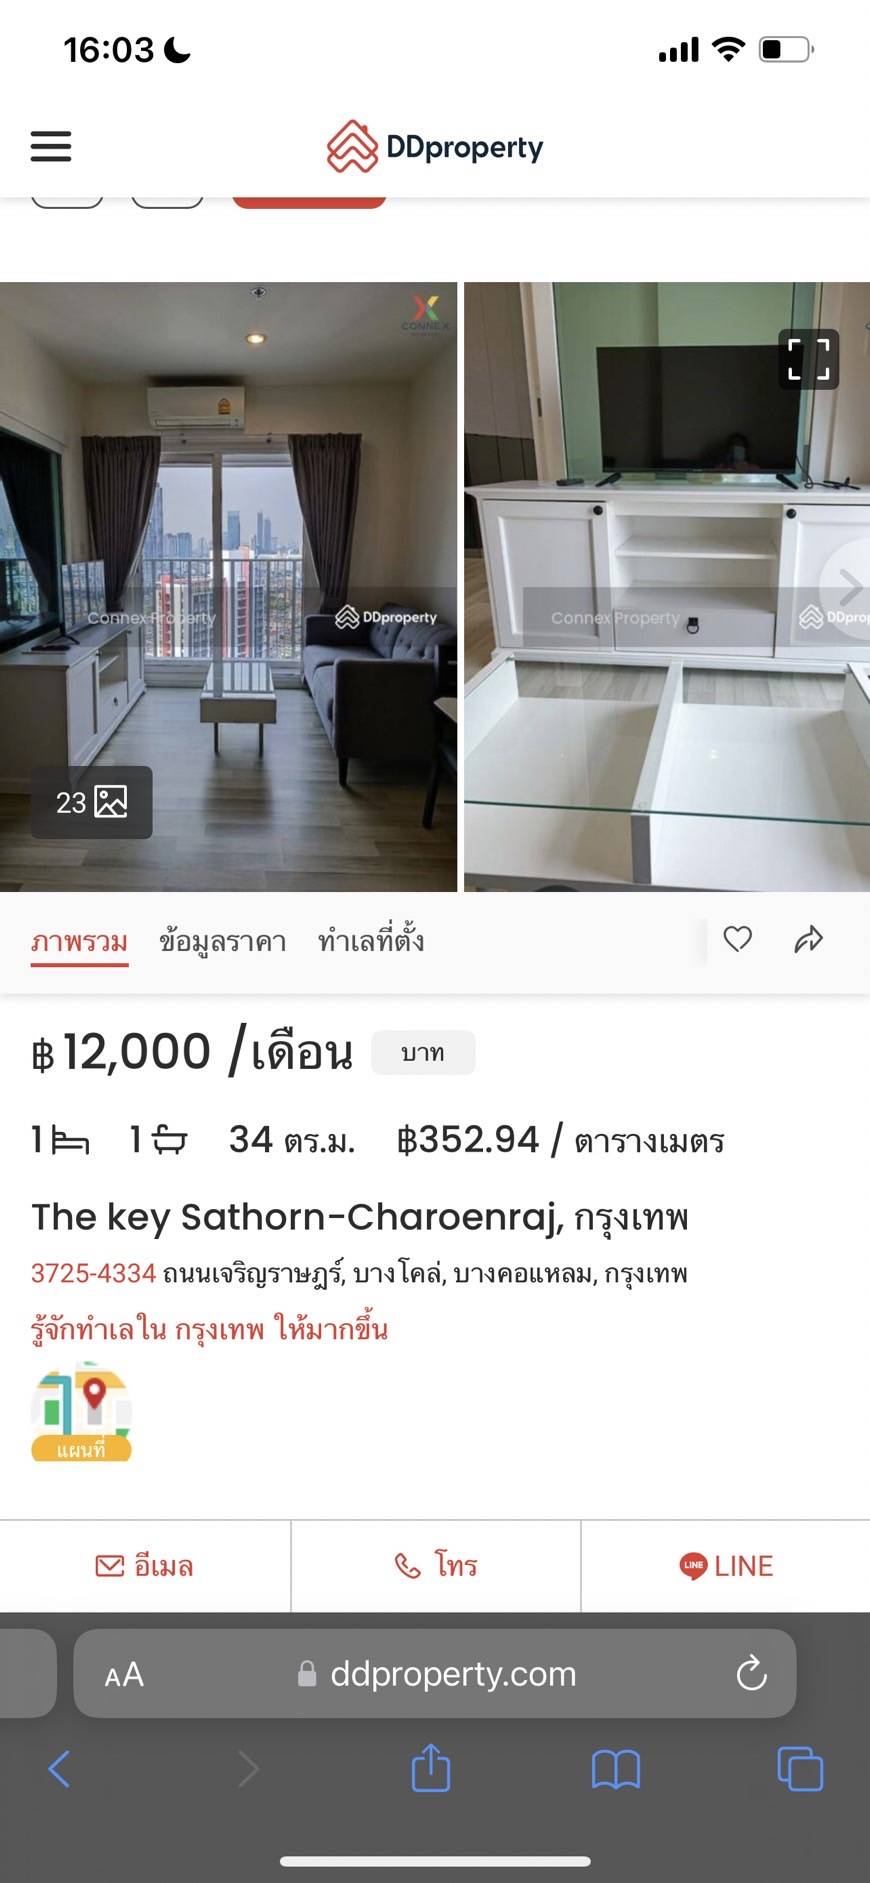 16:03
DDproperty
CONNEX
Connex Property
DDproperty
Connex Property
23
ภาพรวม ข้อมูลราคา ทำเลที่ตั้ง
฿12,000 /เดือน บาท
1 1 34 ตร.ม. ฿352.94 / ตารางเมตร
The key Sathorn-Charoenraj, กรุงเทพ
3725-4334 ถนนเจริญราษฎร์, บางโคล่, บางคอแหลม, กรุงเทพ
รู้จักทำเลใน กรุงเทพ ให้มากขึ้น
แผนที่
อีเมล โทร LINE LINE
AA ddproperty.com